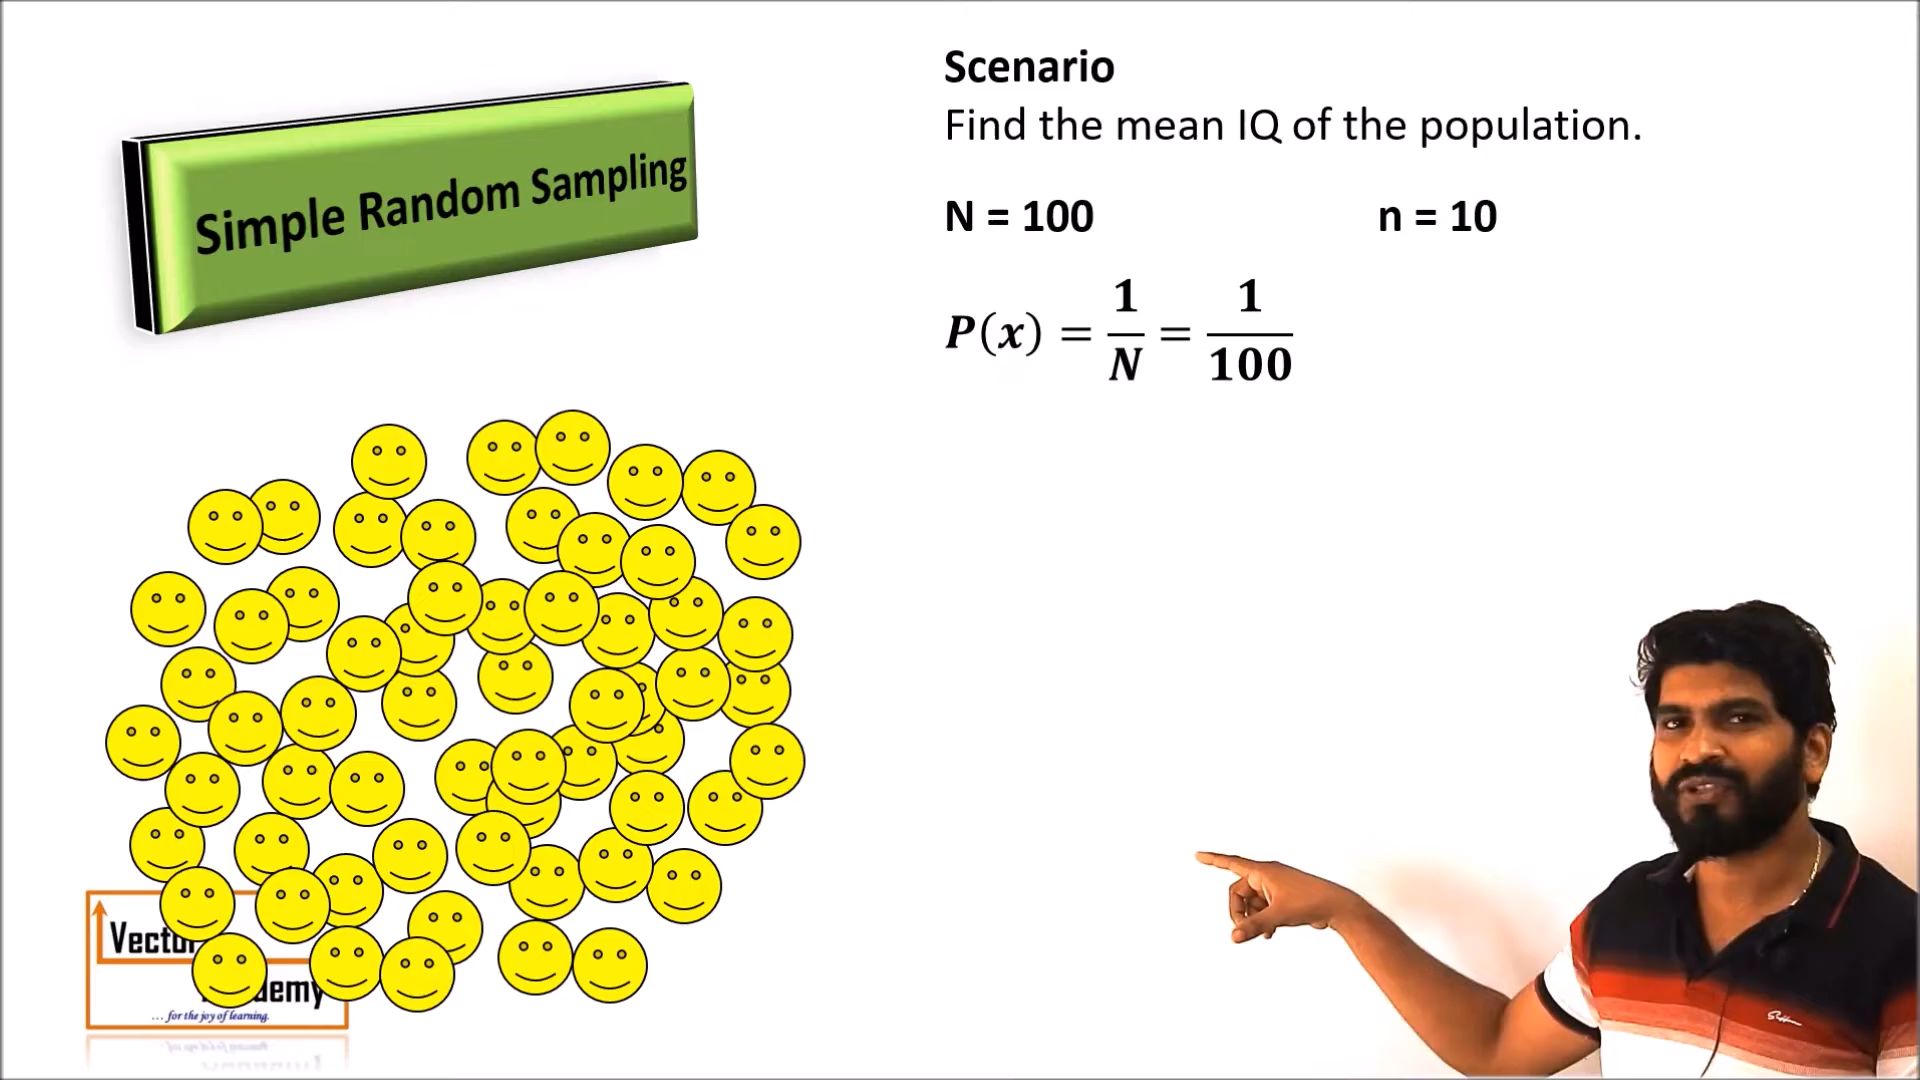 Simple Random Sampling
Scenario
Find the mean IQ of the population.
N = 100 n = 10
P(x) = 1/N = 1/100
... for the joy of learning.